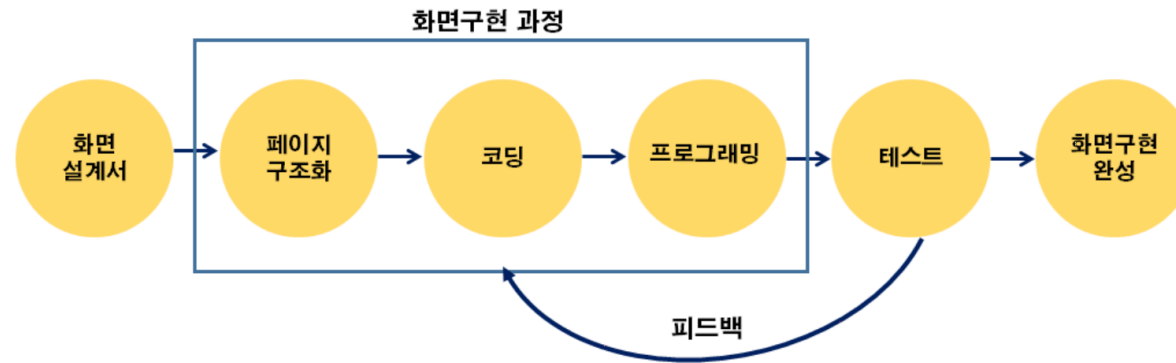 화면구현 과정
화면
설계서
페이지
구조화
코딩
프로그래밍
테스트
화면구현
완성
피드백